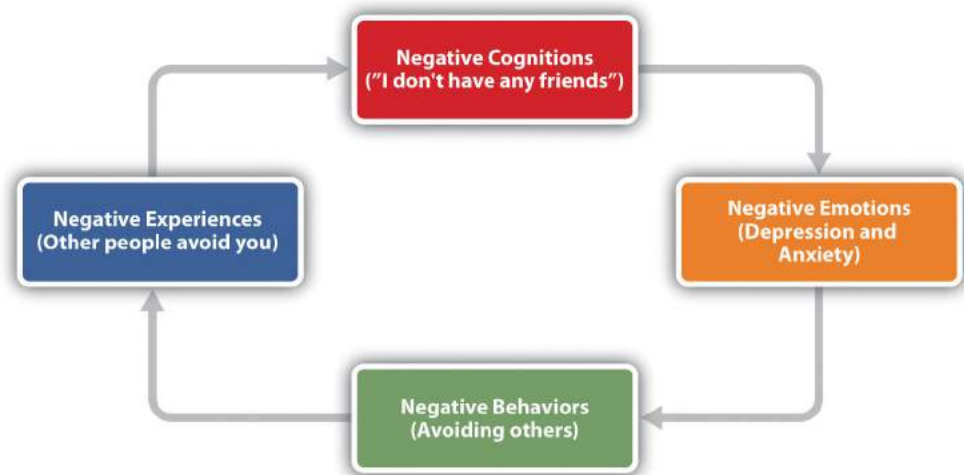 Negative Cognitions
("I don't have any friends")
Negative Emotions
(Depression and
Anxiety)
Negative Behaviors
(Avoiding others)
Negative Experiences
(Other people avoid you)